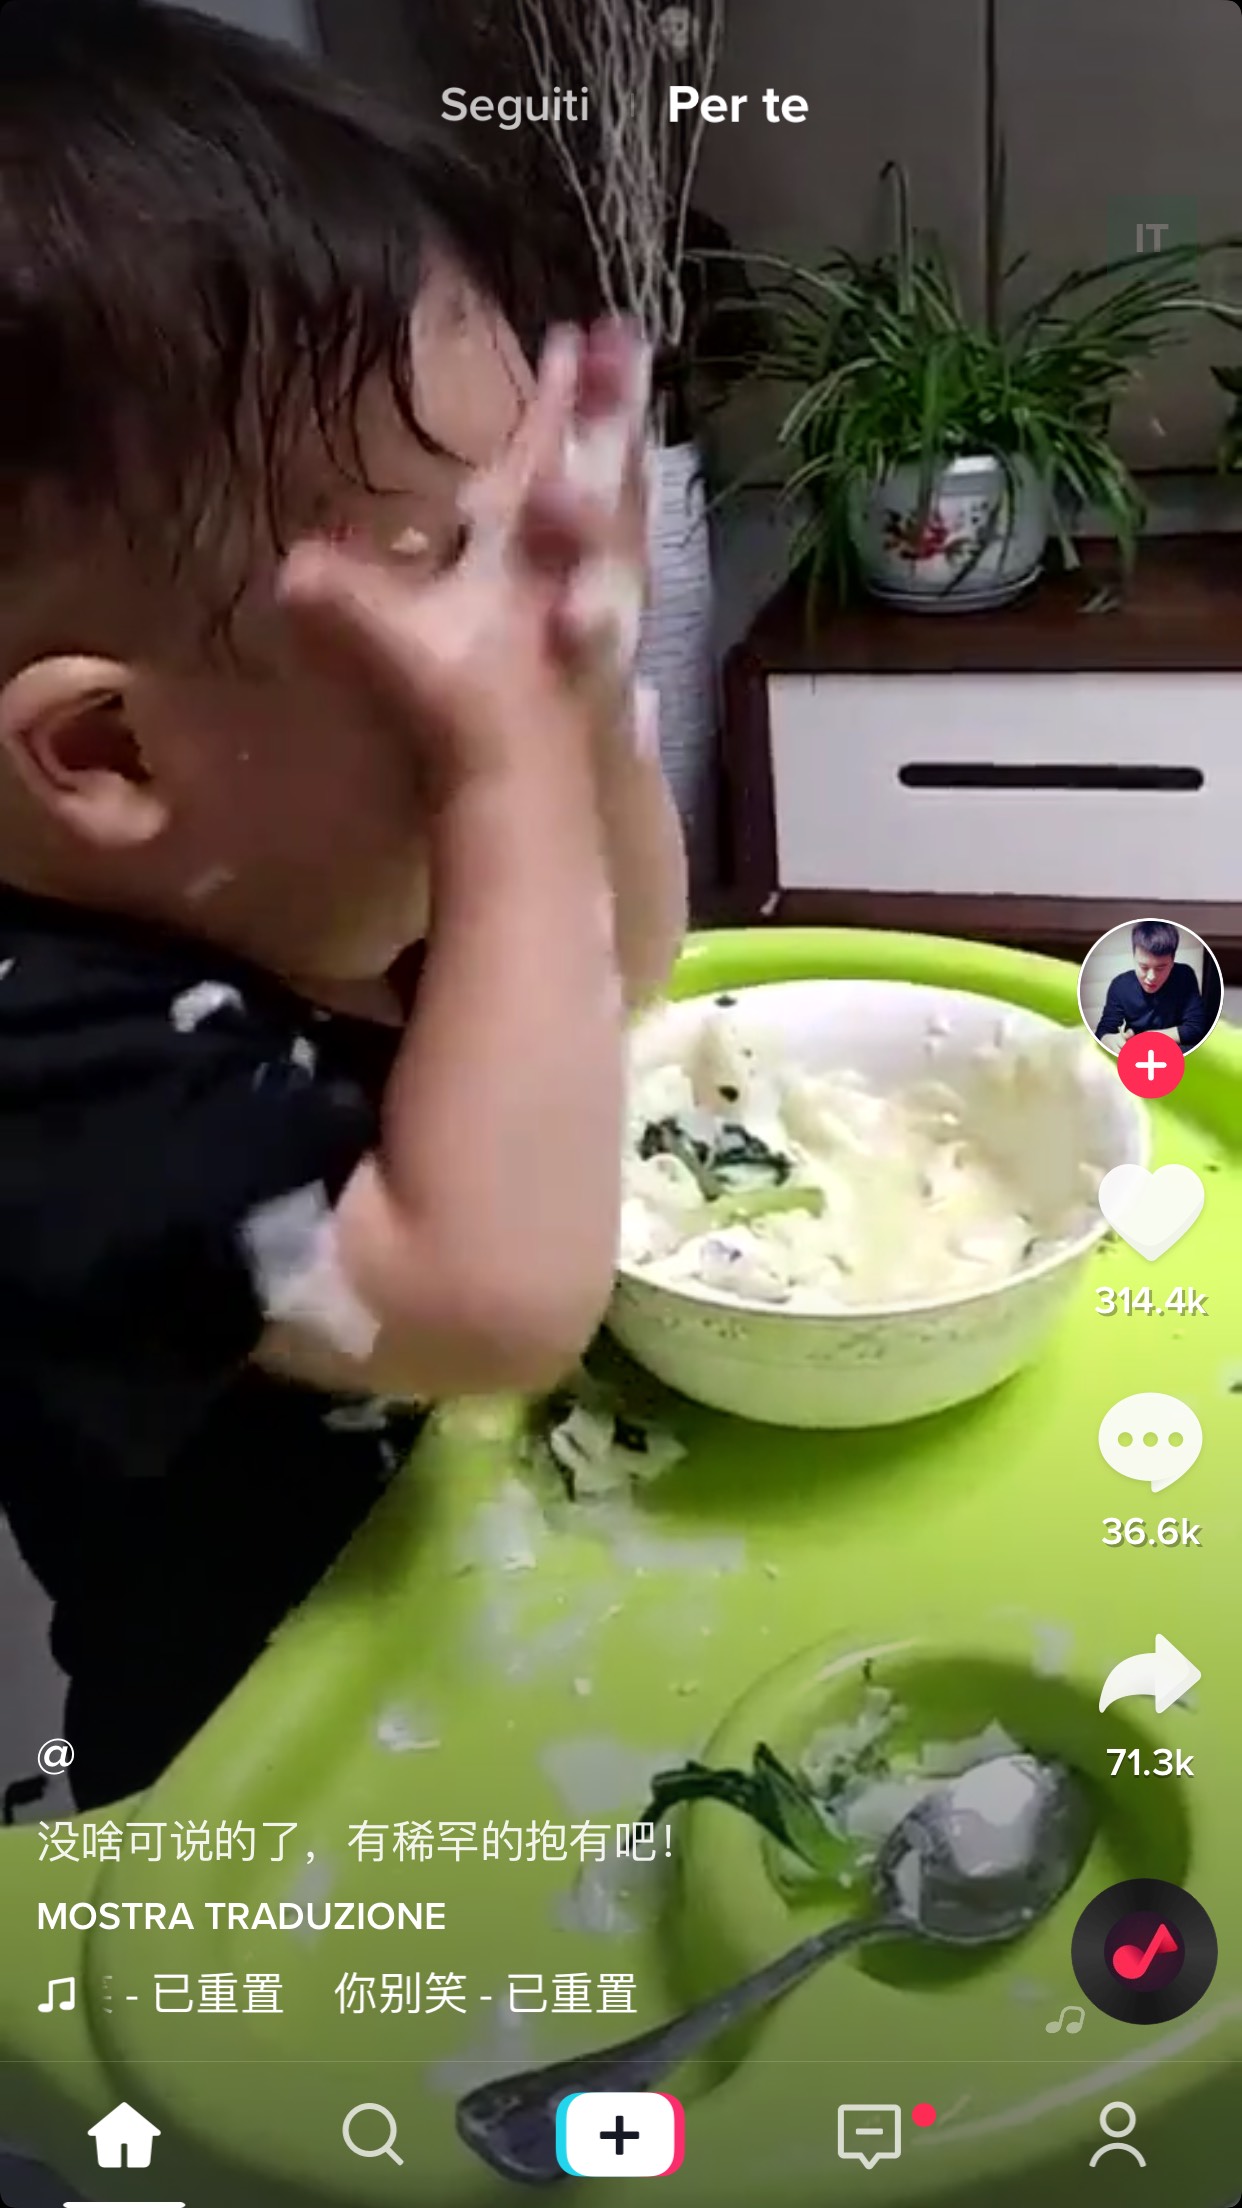 Seguiti Per te
IT
314.4k
36.6k
71.3k
@
没啥可说的了，有稀罕的抱有吧！
MOSTRA TRADUZIONE
- 已重置 你别笑 - 已重置